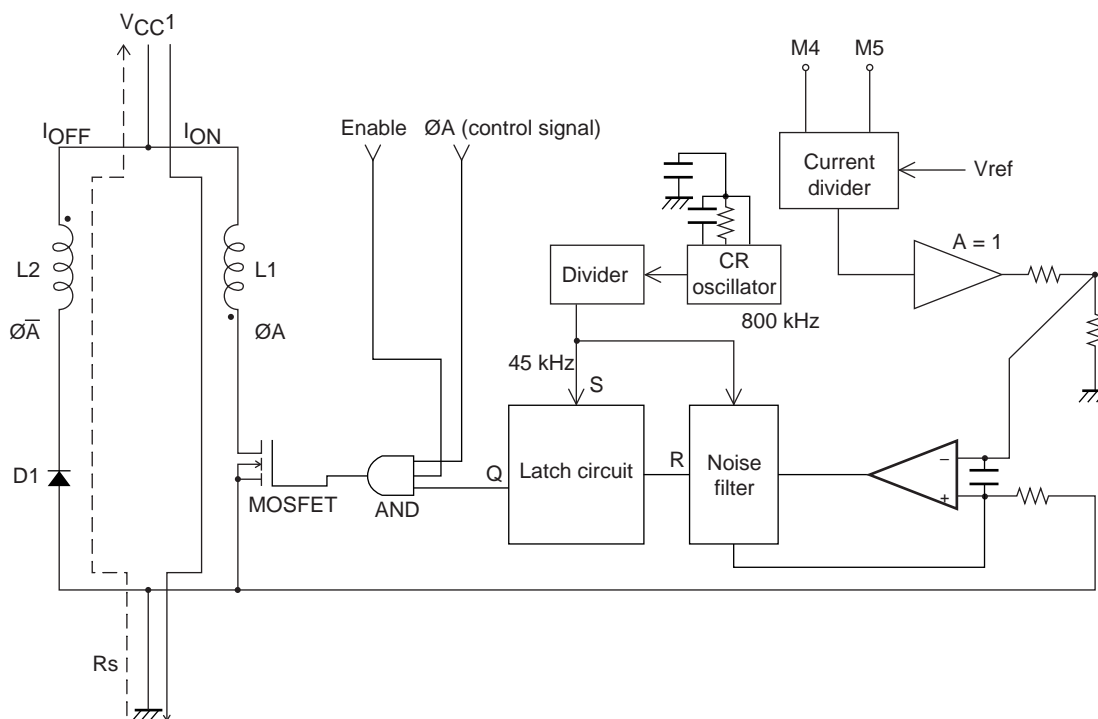 VCC1
M4
M5
IOFF
ION
Enable
ØA (control signal)
Current
divider
Vref
A = 1
L2
L1
Divider
CR
oscillator
800 kHz
ØA̅
ØA
45 kHz
S
D1
MOSFET
AND
Q
Latch circuit
R
Noise
filter
–
+
Rs